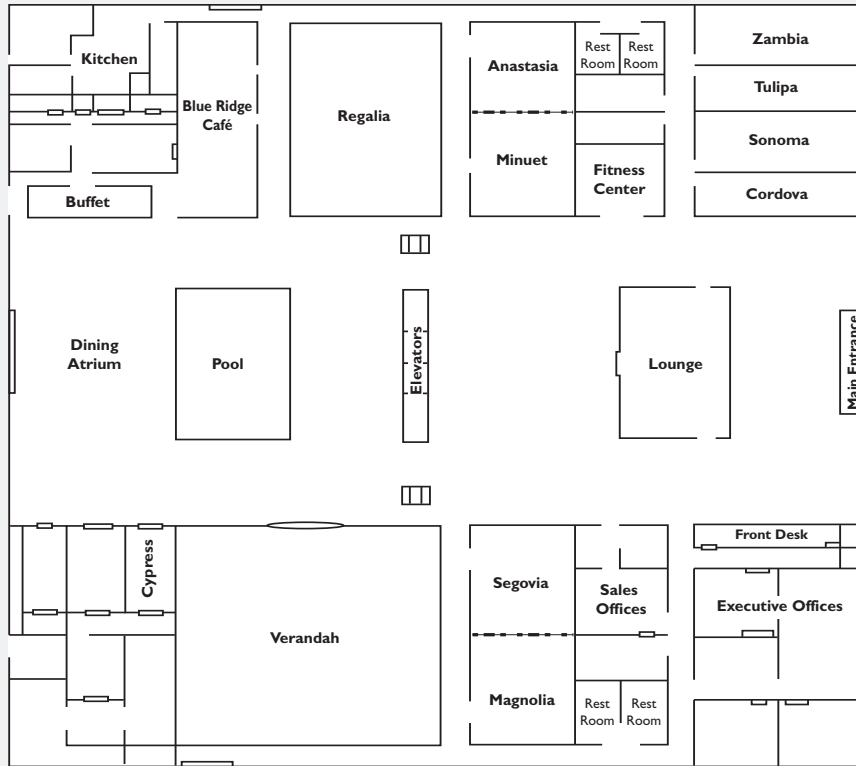 Kitchen
Blue Ridge
Café
Buffet
Regalia
Anastasia
Minuet
Rest
Room
Rest
Room
Fitness
Center
Zambia
Tulipa
Sonoma
Cordova
Dining
Atrium
Pool
Elevators
Lounge
Main Entrance
Cypress
Verandah
Segovia
Magnolia
Sales
Offices
Rest
Room
Rest
Room
Front Desk
Executive Offices